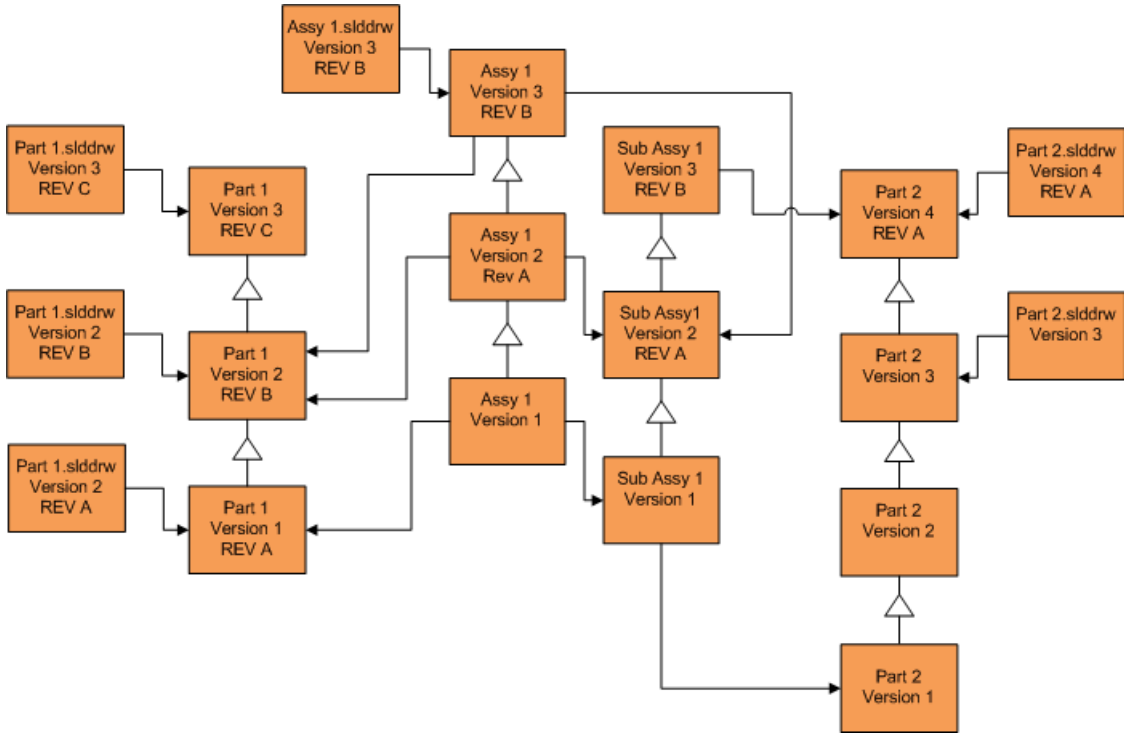 Assy 1.slddrw
Version 3
REV B
Assy 1
Version 3
REV B
Part 1.slddrw
Version 3
REV C
Sub Assy 1
Version 3
REV B
Part 2.slddrw
Version 4
REV A
Part 1
Version 3
REV C
Part 2
Version 4
REV A
Assy 1
Version 2
Rev A
Part 1.slddrw
Version 2
REV B
Sub Assy1
Version 2
REV A
Part 2.slddrw
Version 3
Part 1
Version 2
REV B
Part 2
Version 3
Assy 1
Version 1
Part 1.slddrw
Version 2
REV A
Sub Assy 1
Version 1
Part 1
Version 1
REV A
Part 2
Version 2
Part 2
Version 1